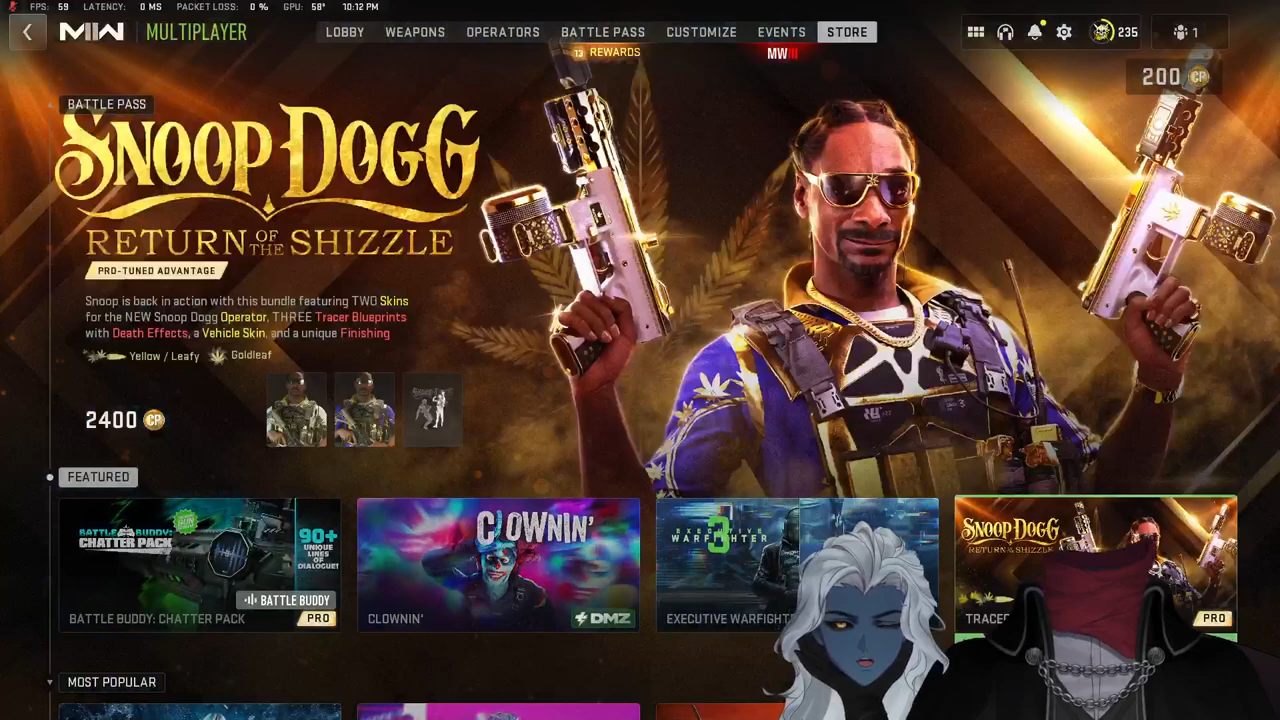 FPS: 59 LATENCY: 0 MS PACKET LOSS: 0 % GPU: 58° 10:12 PM
MW MULTIPLAYER
LOBBY WEAPONS OPERATORS BATTLE PASS CUSTOMIZE EVENTS STORE
235 1
13 REWARDS MWIII
200 CP
BATTLE PASS
SNOOP DOGG
RETURN OF THE SHIZZLE
PRO-TUNED ADVANTAGE
Snoop is back in action with this bundle featuring TWO Skins
for the NEW Snoop Dogg Operator, THREE Tracer Blueprints
with Death Effects, a Vehicle Skin, and a unique Finishing
Yellow / Leafy Goldleaf
2400 CP
FEATURED
BATTLE BUDDY:
CHATTER PACK
90+
UNIQUE
LINES
OF
DIALOGUE!
BATTLE BUDDY
BATTLE BUDDY: CHATTER PACK PRO
CLOWNIN'
CLOWNIN' DMZ
EXECUTIVE
WARFIGHTER
3
EXECUTIVE WARFIGHT
SNOOP DOGG
RETURN OF THE SHIZZLE
TRACE PRO
MOST POPULAR